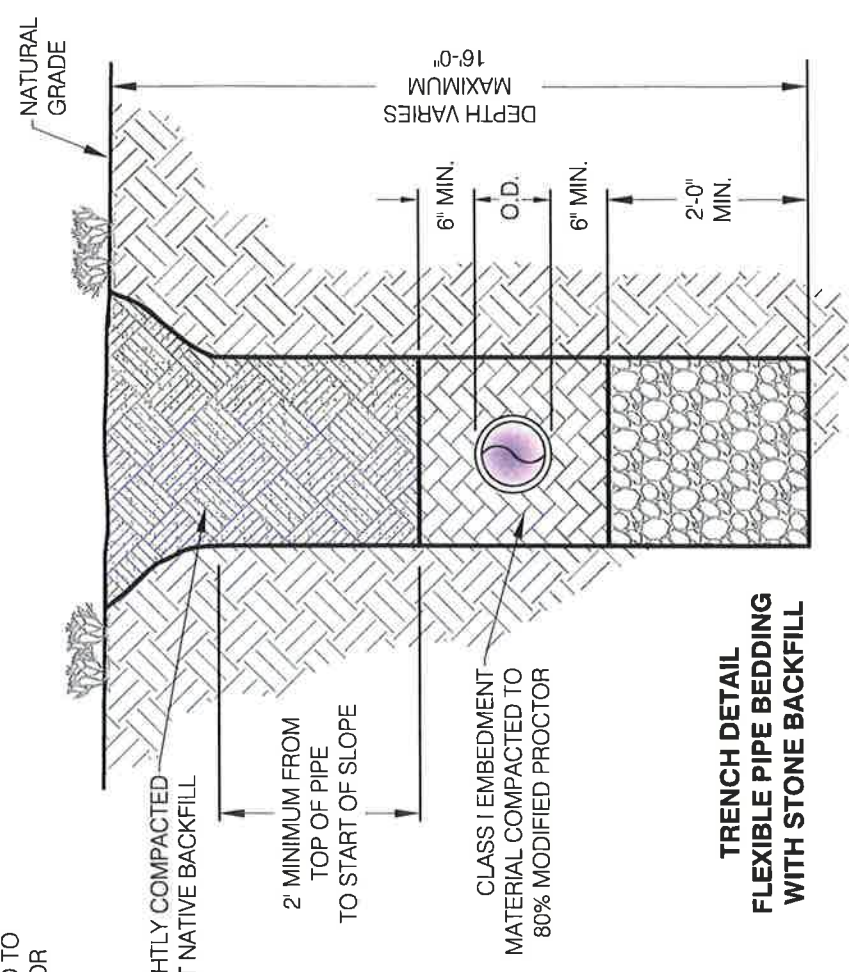 D TO
OR
NATURAL
GRADE
HTLY COMPACTED
T NATIVE BACKFILL
2' MINIMUM FROM
TOP OF PIPE
TO START OF SLOPE
CLASS I EMBEDMENT
MATERIAL COMPACTED TO
80% MODIFIED PROCTOR
6" MIN.
O.D.
6" MIN.
2'-0"
MIN.
DEPTH VARIES
MAXIMUM
16'-0"
TRENCH DETAIL
FLEXIBLE PIPE BEDDING
WITH STONE BACKFILL